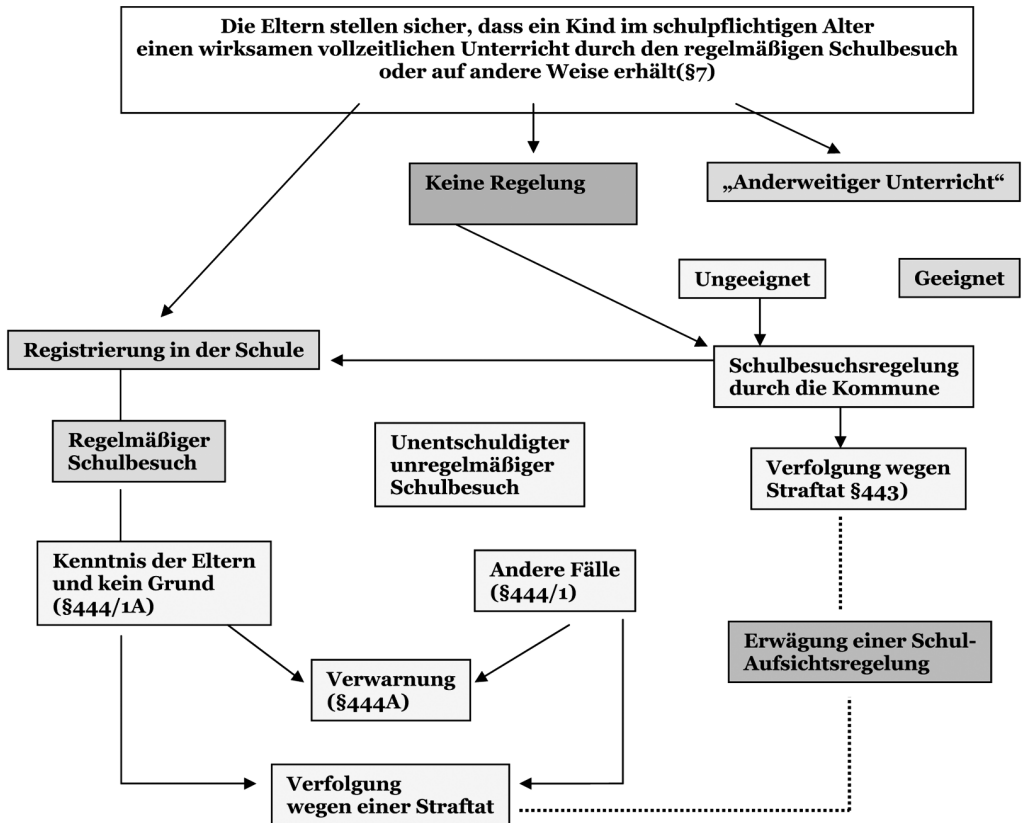 Die Eltern stellen sicher, dass ein Kind im schulpflichtigen Alter
einen wirksamen vollzeitlichen Unterricht durch den regelmäßigen Schulbesuch
oder auf andere Weise erhält(§7)
Keine Regelung
„Anderweitiger Unterricht“
Ungeeignet
Geeignet
Registrierung in der Schule
Schulbesuchsregelung
durch die Kommune
Regelmäßiger
Schulbesuch
Unentschuldigter
unregelmäßiger
Schulbesuch
Verfolgung wegen
Straftat §443)
Kenntnis der Eltern
und kein Grund
(§444/1A)
Andere Fälle
(§444/1)
Erwägung einer Schul-
Aufsichtsregelung
Verwarnung
(§444A)
Verfolgung
wegen einer Straftat